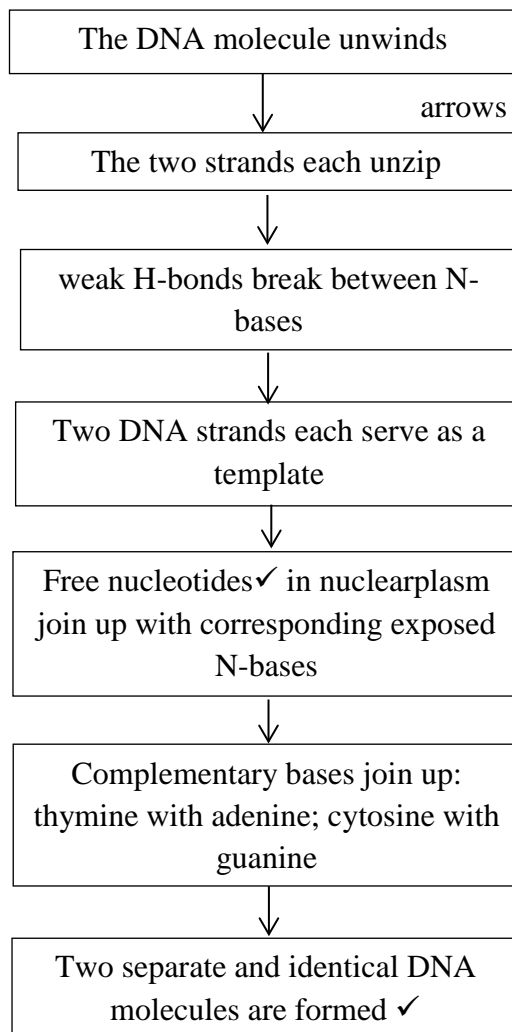 The DNA molecule unwinds
arrows
The two strands each unzip
weak H-bonds break between N-
bases
Two DNA strands each serve as a
template
Free nucleotides✓ in nuclearplasm
join up with corresponding exposed
N-bases
Complementary bases join up:
thymine with adenine; cytosine with
guanine
Two separate and identical DNA
molecules are formed ✓